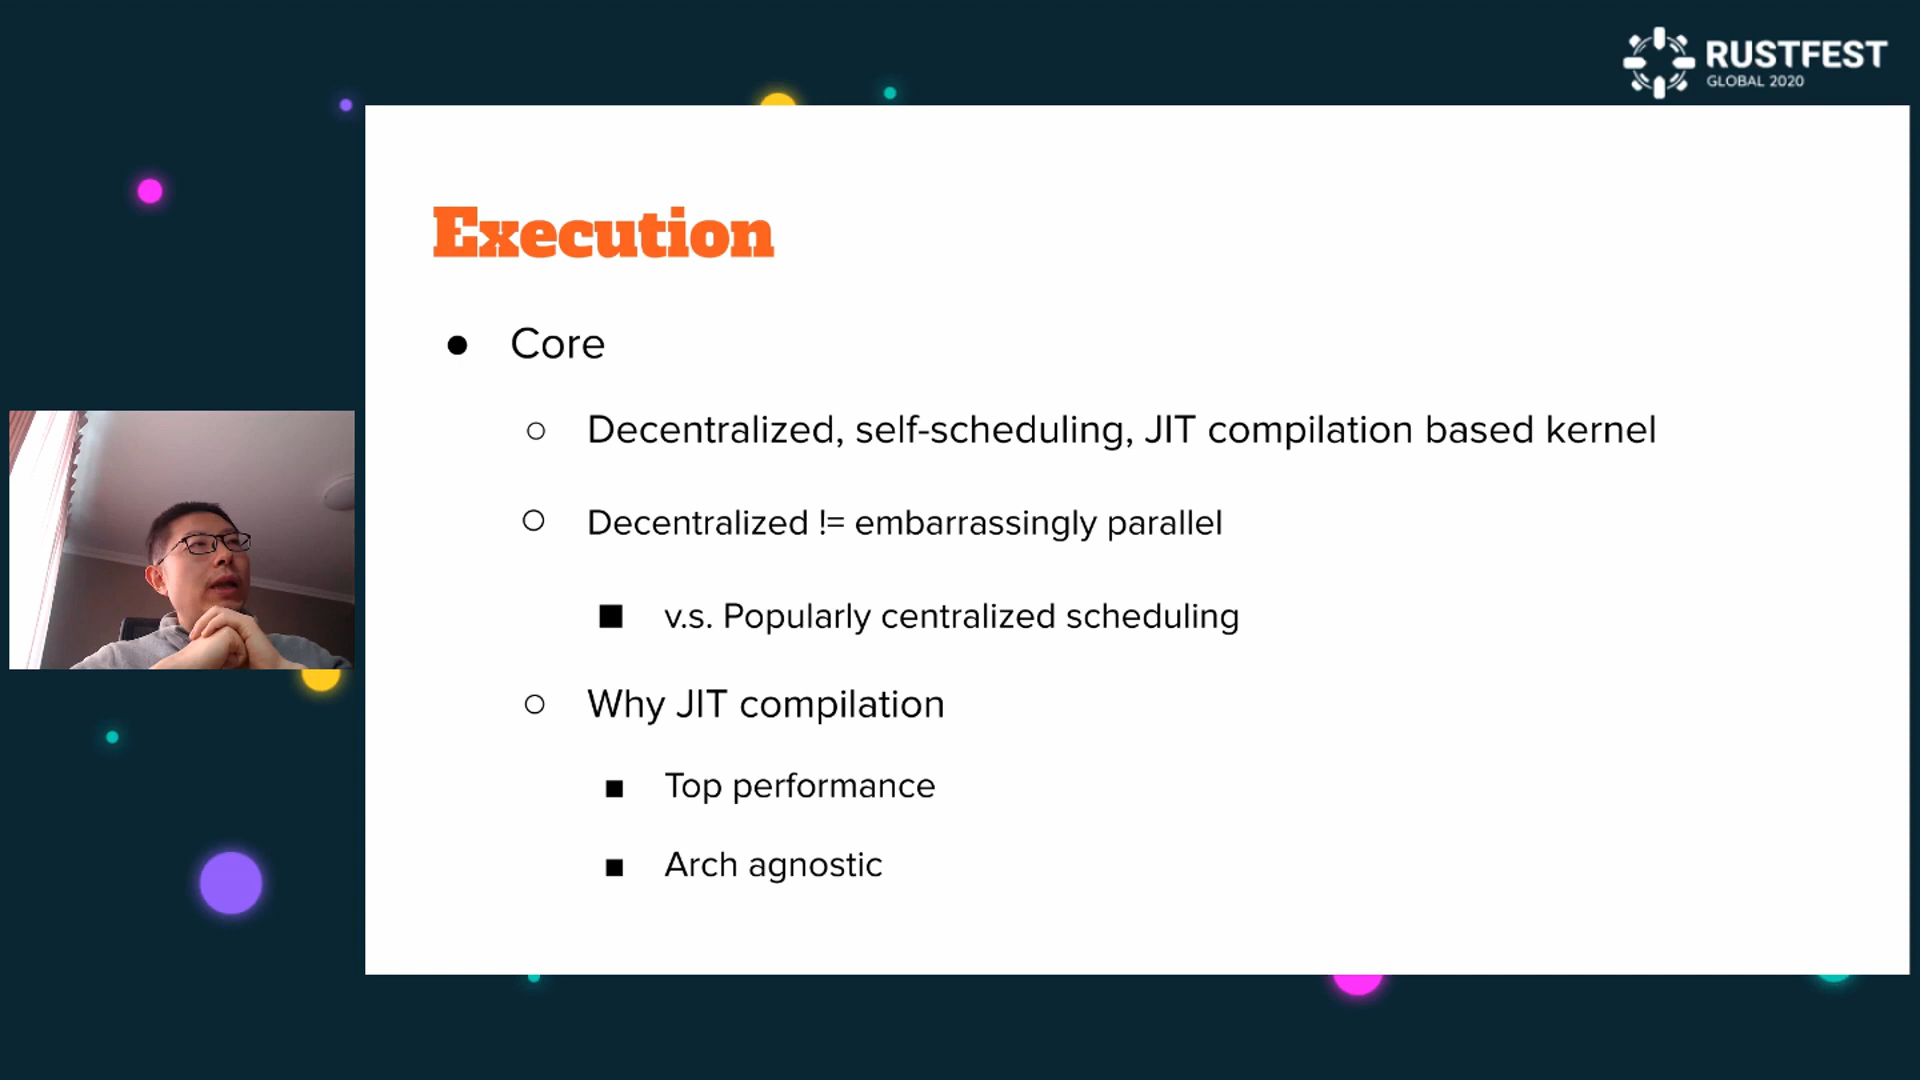 RUSTFEST
GLOBAL 2020
Execution
● Core
○ Decentralized, self-scheduling, JIT compilation based kernel
○ Decentralized != embarrassingly parallel
■ v.s. Popularly centralized scheduling
○ Why JIT compilation
■ Top performance
■ Arch agnostic